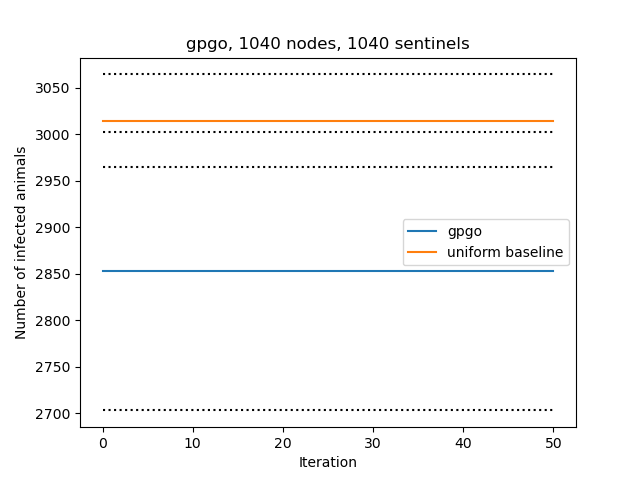 gpgo, 1040 nodes, 1040 sentinels
Number of infected animals
3050
3000
2950
2900
2850
2800
2750
2700
gpgo
uniform baseline
0 10 20 30 40 50
Iteration